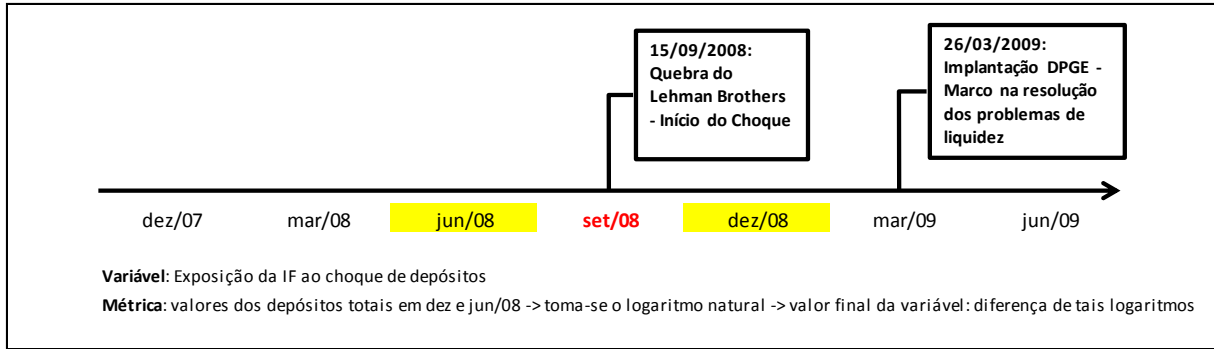 15/09/2008:
Quebra do
Lehman Brothers
- Início do Choque
26/03/2009:
Implantação DPGE -
Marco na resolução
dos problemas de
liquidez
dez/07 mar/08 jun/08 set/08 dez/08 mar/09 jun/09
Variável: Exposição da IF ao choque de depósitos
Métrica: valores dos depósitos totais em dez e jun/08 -> toma-se o logaritmo natural -> valor final da variável: diferença de tais logaritmos